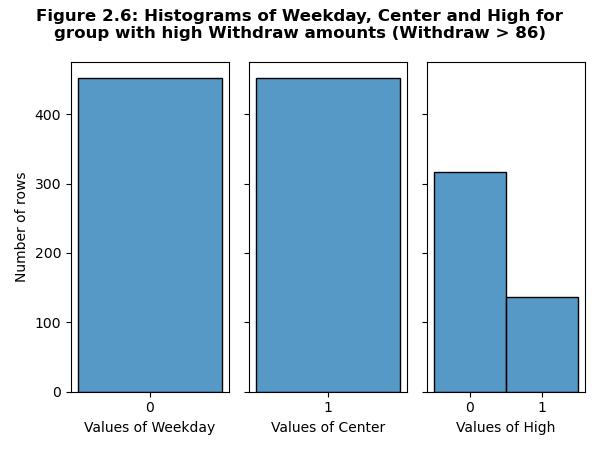 Figure 2.6: Histograms of Weekday, Center and High for
group with high Withdraw amounts (Withdraw > 86)
Number of rows
400
300
200
100
0
0
Values of Weekday
1
Values of Center
0 1
Values of High